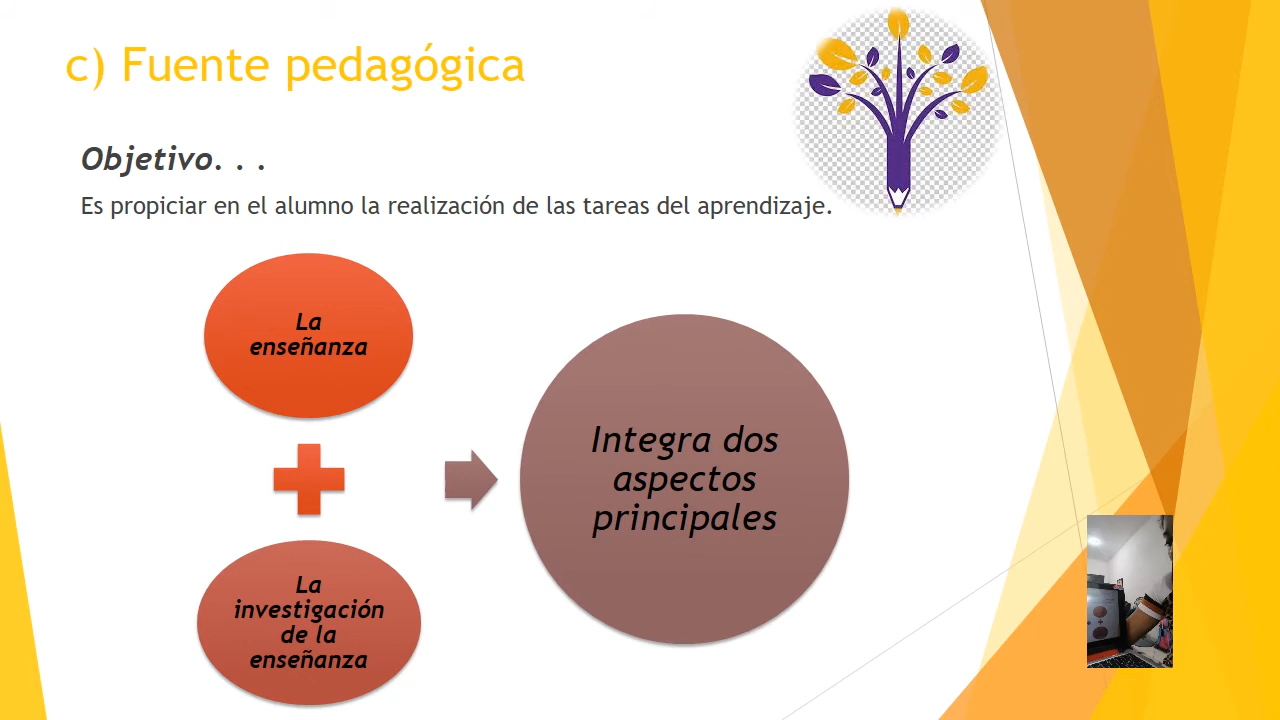 c) Fuente pedagógica
Objetivo. . .
Es propiciar en el alumno la realización de las tareas del aprendizaje.
La
enseñanza
La
investigación
de la
enseñanza
Integra dos
aspectos
principales